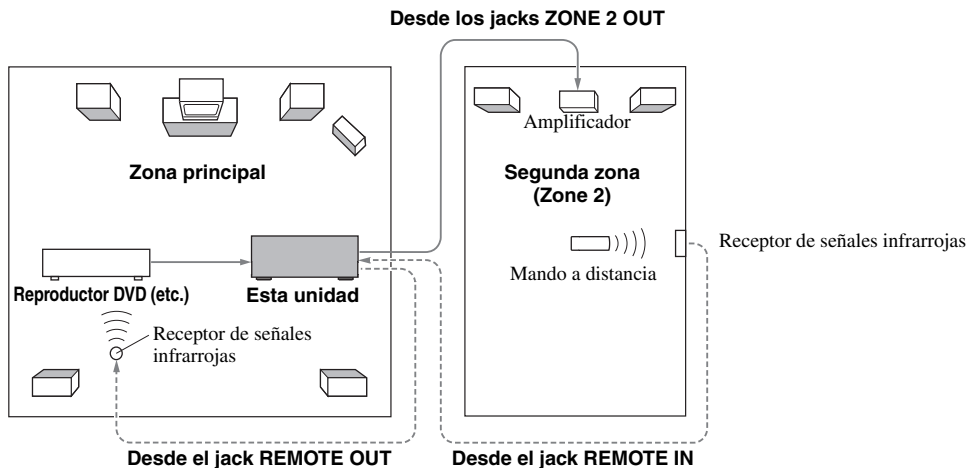 Desde los jacks ZONE 2 OUT
Amplificador
Zona principal
Segunda zona
(Zone 2)
Receptor de señales infrarrojas
Mando a distancia
Reproductor DVD (etc.)
Esta unidad
Receptor de señales
infrarrojas
Desde el jack REMOTE OUT
Desde el jack REMOTE IN